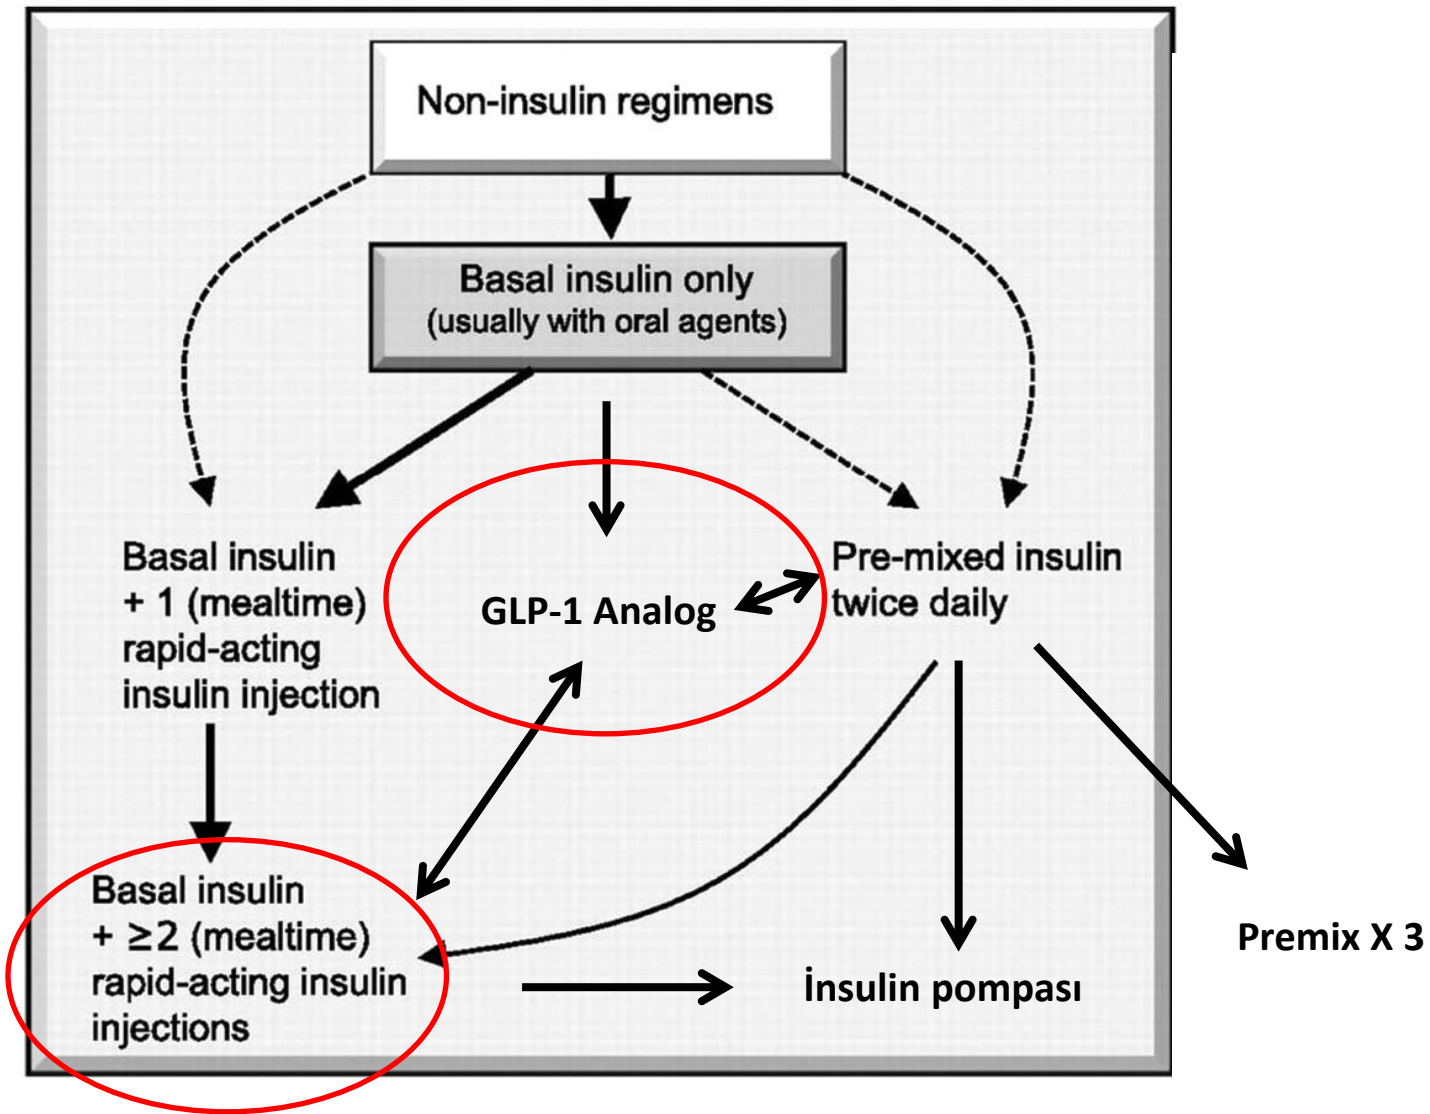 Non-insulin regimens
Basal insulin only
(usually with oral agents)
Basal insulin
+ 1 (mealtime)
rapid-acting
insulin injection
GLP-1 Analog
Pre-mixed insulin
twice daily
Basal insulin
+ ≥2 (mealtime)
rapid-acting insulin
injections
İnsulin pompası
Premix X 3